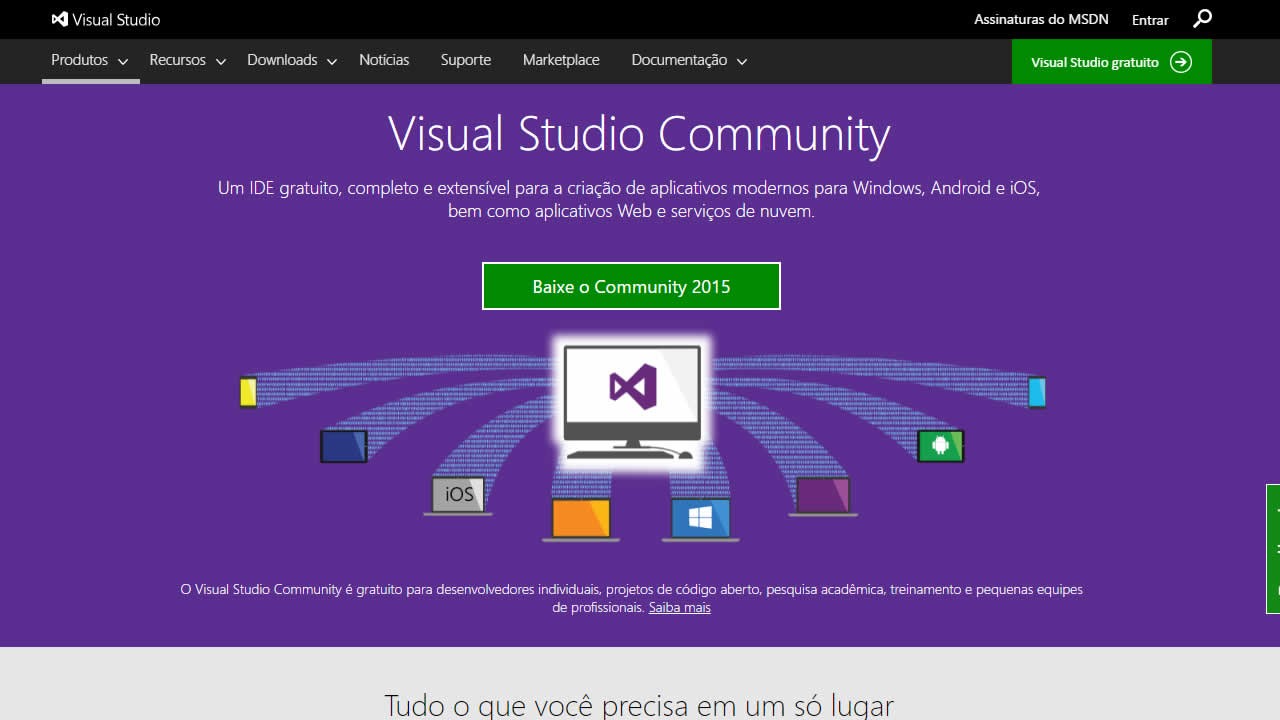 Visual Studio
Assinaturas do MSDN
Entrar
Produtos
Recursos
Downloads
Notícias
Suporte
Marketplace
Documentação
Visual Studio gratuito
Visual Studio Community
Um IDE gratuito, completo e extensível para a criação de aplicativos modernos para Windows, Android e iOS,
bem como aplicativos Web e serviços de nuvem.
Baixe o Community 2015
iOS
O Visual Studio Community é gratuito para desenvolvedores individuais, projetos de código aberto, pesquisa acadêmica, treinamento e pequenas equipes
de profissionais. Saiba mais
Tudo o que você precisa em um só lugar